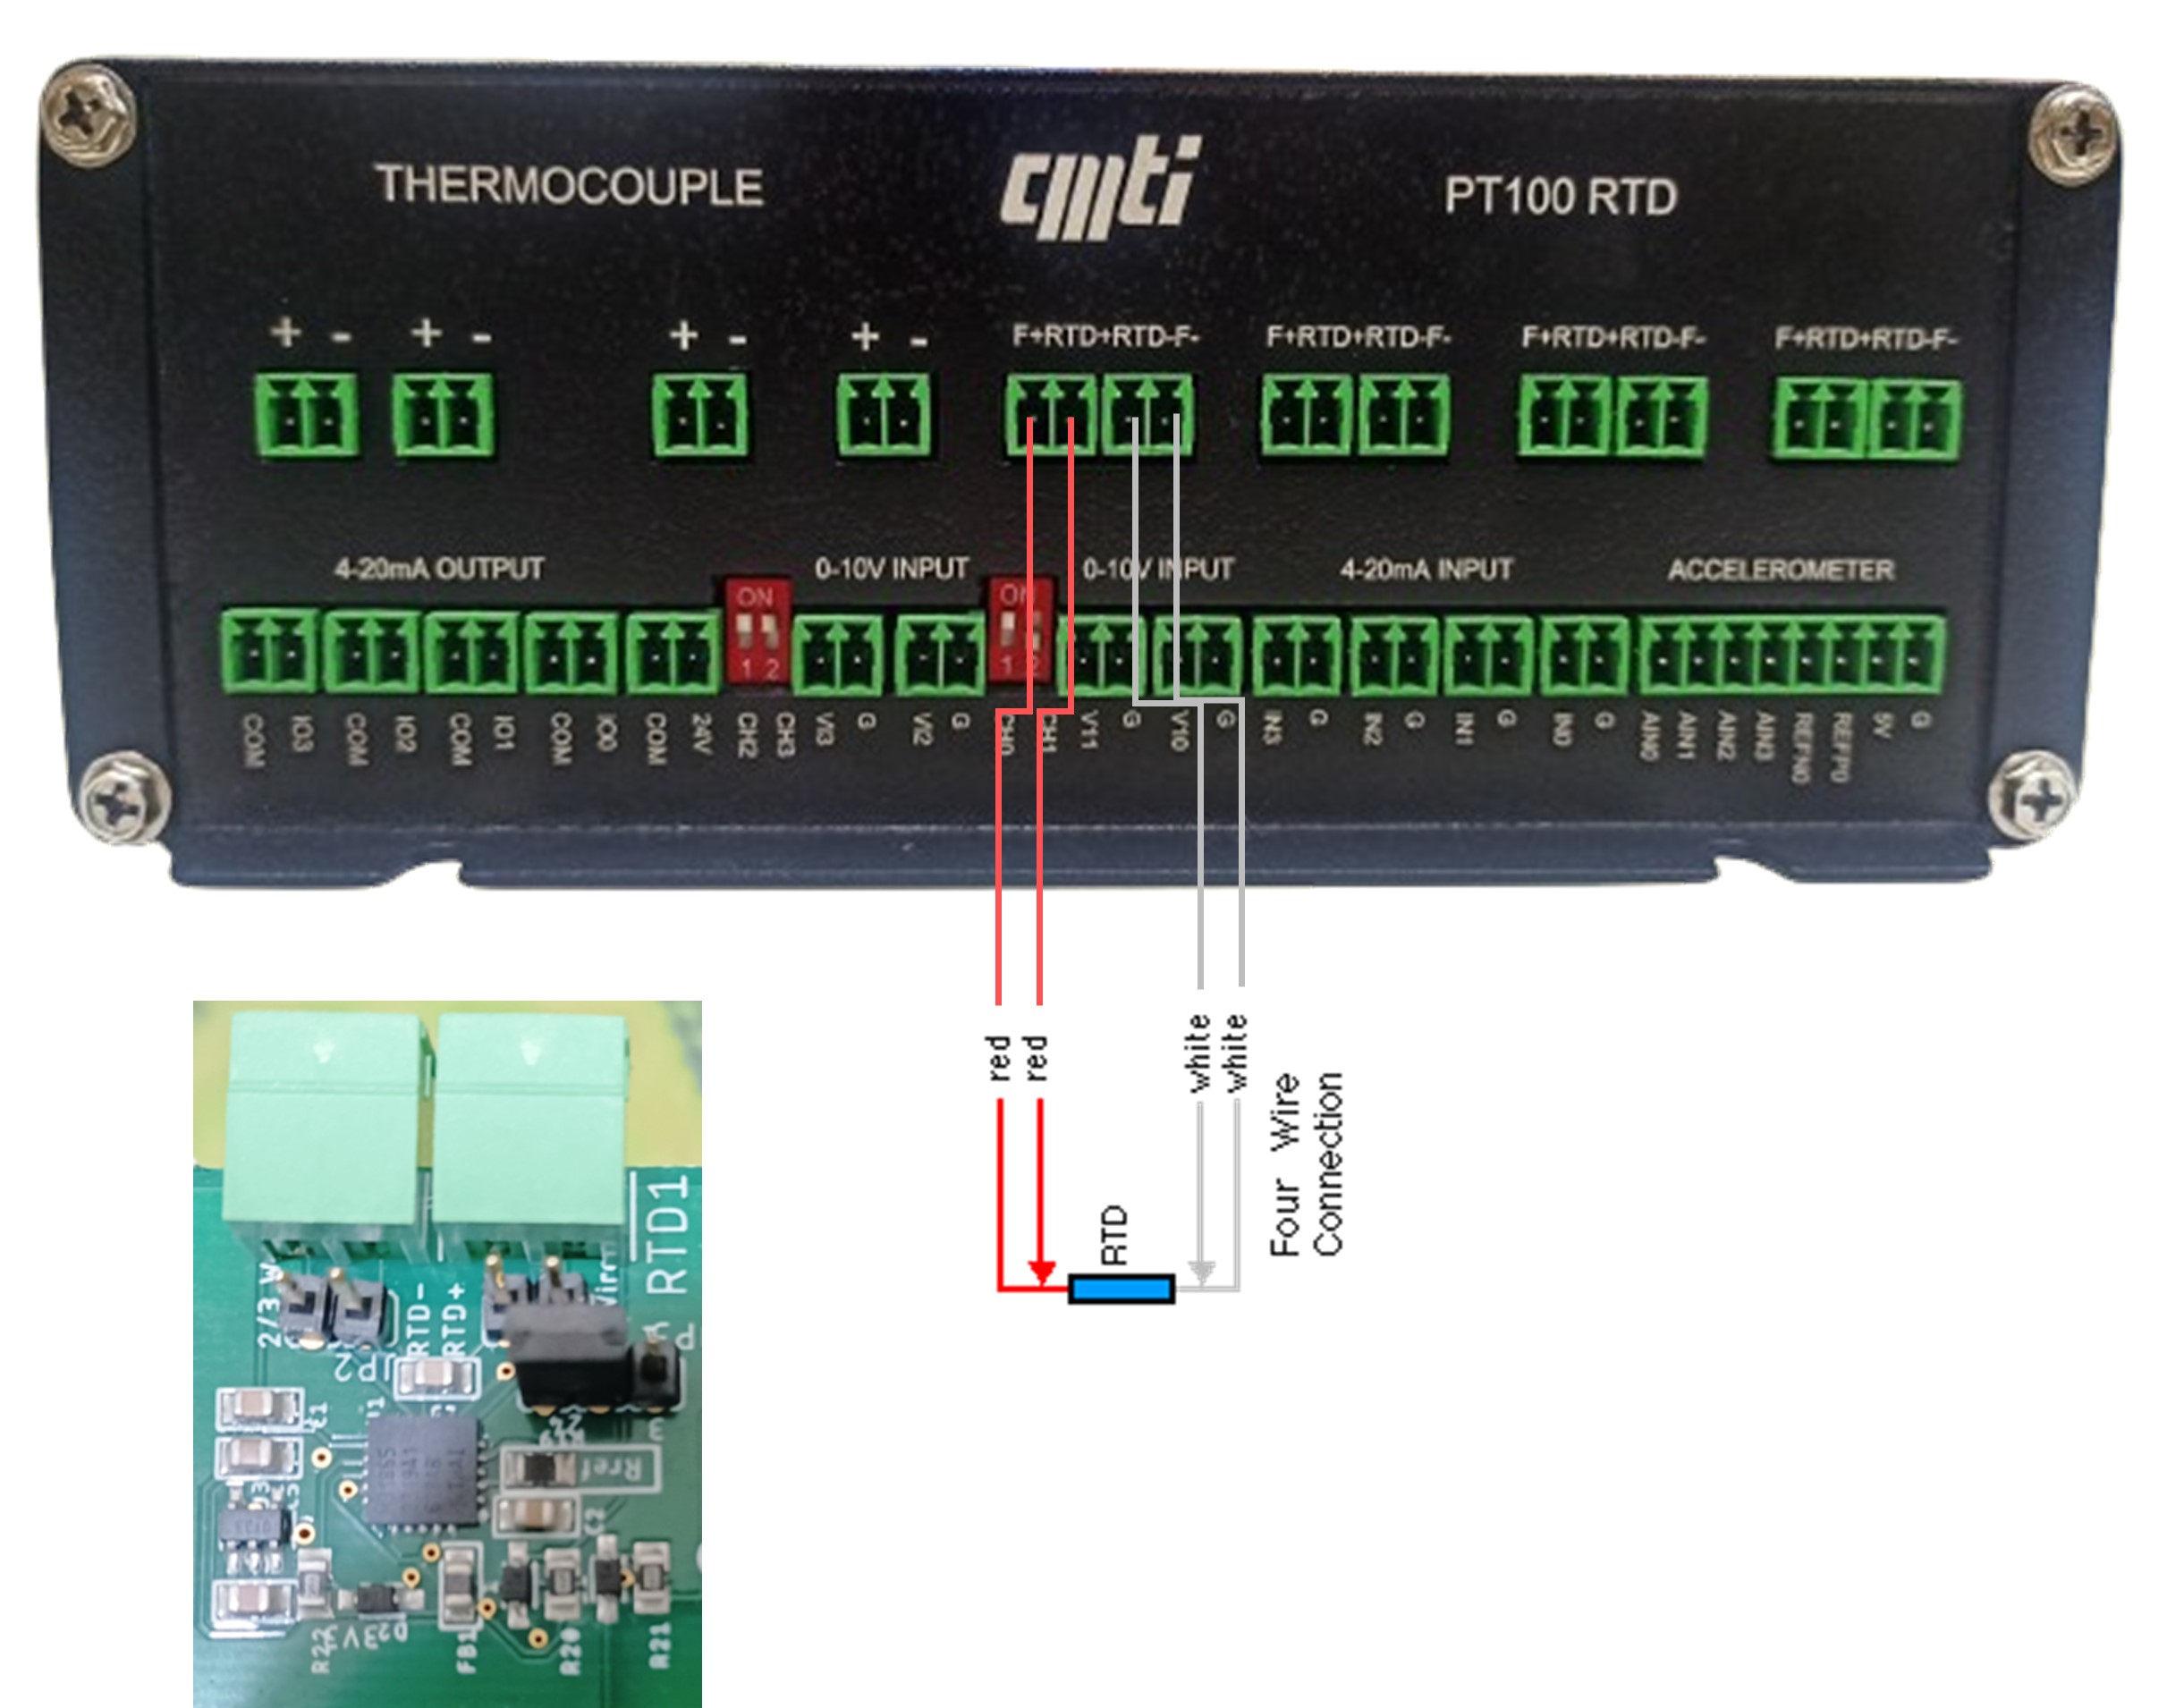 THERMOCOUPLE
cmti
PT100 RTD
+ -
+ -
+ -
+ -
F+RTD+RTD-F-
F+RTD+RTD-F-
F+RTD+RTD-F-
F+RTD+RTD-F-
4-20mA OUTPUT
0-10V INPUT
0-10V INPUT
4-20mA INPUT
ACCELEROMETER
ON
1 2
ON
1 2
COM
IO3
COM
IO2
COM
IO1
COM
IO0
COM
24V
CH2
CH3
VI3
G
VI2
G
CH0
CH1
VI1
G
VI0
G
IN3
G
IN2
G
IN1
G
IN0
G
AIN0
AIN1
AIN2
AIN3
REFN0
REFP0
5V
G
red
red
white
white
Four Wire
Connection
RTD
RTD1
2/3 W
RTD-
RTD+
JP2
Rref
C2
R22
FB1
R20
R21